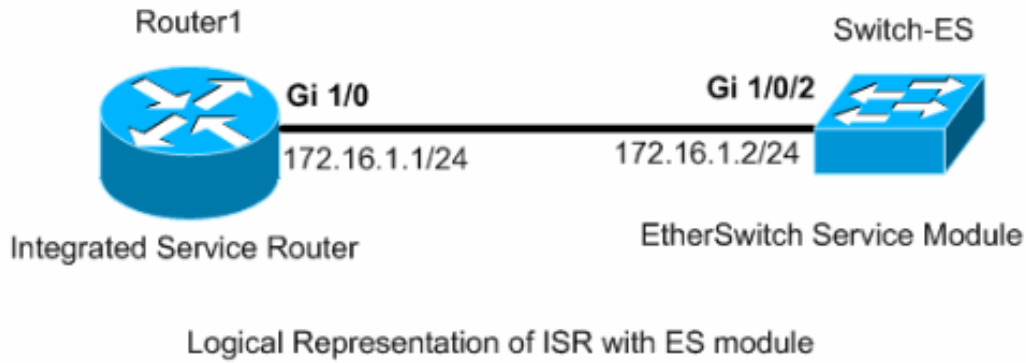 Router1
Switch-ES
Gi 1/0
Gi 1/0/2
172.16.1.1/24
172.16.1.2/24
Integrated Service Router
EtherSwitch Service Module
Logical Representation of ISR with ES module